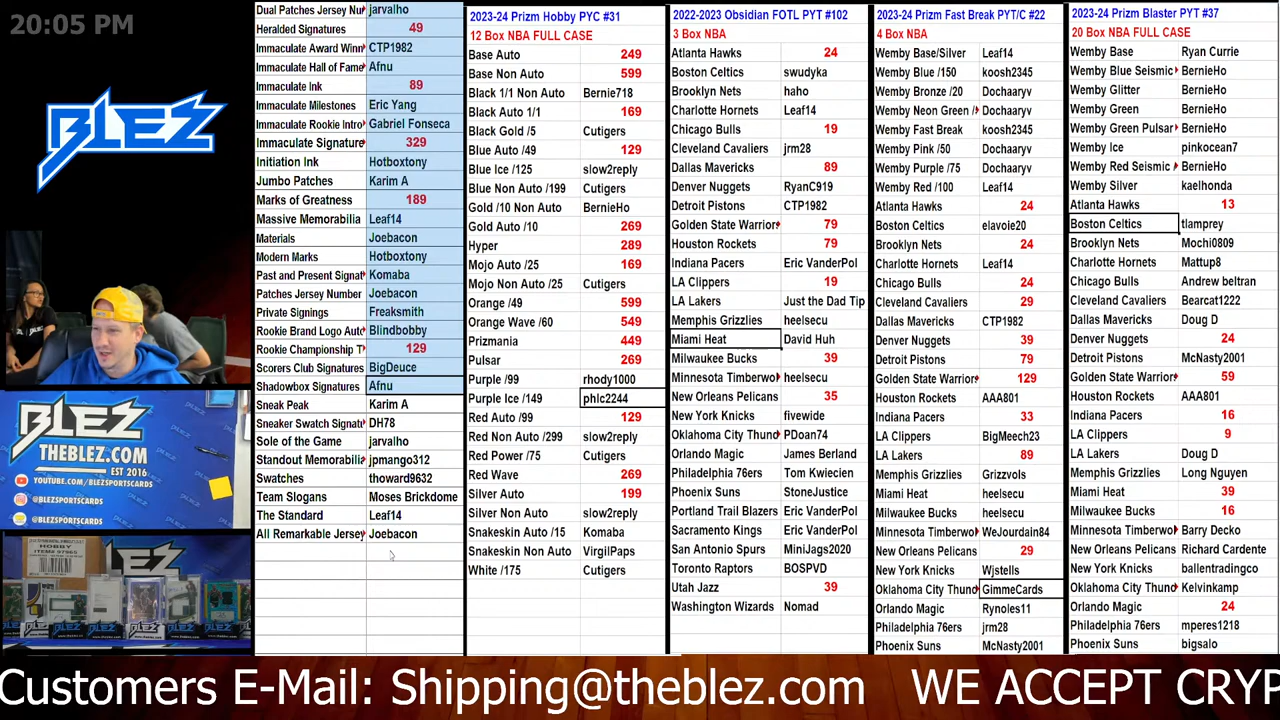 20:05 PM
BLEZ
BLEZ
THEBLEZ.COM
EST 2016
YOUTUBE.COM/BLEZSPORTSCARDS
@BLEZSPORTSCARDS
HOBBY
BLEZ
Dual Patches Jersey Nu jarvalho
Heralded Signatures 49
Immaculate Award Winn CTP1982
Immaculate Hall of Fame Afnu
Immaculate Ink 89
Immaculate Milestones Eric Yang
Immaculate Rookie Intro Gabriel Fonseca
Immaculate Signature 329
Initiation Ink Hotboxtony
Jumbo Patches Karim A
Marks of Greatness 189
Massive Memorabilia Leaf14
Materials Joebacon
Modern Marks Hotboxtony
Past and Present Signat Komaba
Patches Jersey Number Joebacon
Private Signings Freaksmith
Rookie Brand Logo Auto Blindbobby
Rookie Championship T 129
Scorers Club Signatures BigDeuce
Shadowbox Signatures Afnu
Sneak Peak Karim A
Sneaker Swatch Signat DH78
Sole of the Game jarvalho
Standout Memorabilia jpmango312
Swatches thoward9632
Team Slogans Moses Brickdome
The Standard Leaf14
All Remarkable Jersey Joebacon
2023-24 Prizm Hobby PYC #31
12 Box NBA FULL CASE
Base Auto 249
Base Non Auto 599
Black 1/1 Non Auto Bernie718
Black Auto 1/1 169
Black Gold /5 Cutigers
Blue Auto /49 129
Blue Ice /125 slow2reply
Blue Non Auto /199 Cutigers
Gold /10 Non Auto BernieHo
Gold Auto /10 269
Hyper 289
Mojo Auto /25 169
Mojo Non Auto /25 Cutigers
Orange /49 599
Orange Wave /60 549
Prizmania 449
Pulsar 269
Purple /99 rhody1000
Purple Ice /149 phlc2244
Red Auto /99 129
Red Non Auto /299 slow2reply
Red Power /75 Cutigers
Red Wave 269
Silver Auto 199
Silver Non Auto slow2reply
Snakeskin Auto /15 Komaba
Snakeskin Non Auto VirgilPaps
White /175 Cutigers
2022-2023 Obsidian FOTL PYT #102
3 Box NBA
Atlanta Hawks 24
Boston Celtics swudyka
Brooklyn Nets haho
Charlotte Hornets Leaf14
Chicago Bulls 19
Cleveland Cavaliers jrm28
Dallas Mavericks 89
Denver Nuggets RyanC919
Detroit Pistons CTP1982
Golden State Warriors 79
Houston Rockets 79
Indiana Pacers Eric VanderPol
LA Clippers 19
LA Lakers Just the Dad Tip
Memphis Grizzlies heelsecu
Miami Heat David Huh
Milwaukee Bucks 39
Minnesota Timberwo heelsecu
New Orleans Pelicans 35
New York Knicks fivewide
Oklahoma City Thund PDoan74
Orlando Magic James Berland
Philadelphia 76ers Tom Kwiecien
Phoenix Suns StoneJustice
Portland Trail Blazers Eric VanderPol
Sacramento Kings Eric VanderPol
San Antonio Spurs MiniJags2020
Toronto Raptors BOSPVD
Utah Jazz 39
Washington Wizards Nomad
2023-24 Prizm Fast Break PYT/C #22
4 Box NBA
Wemby Base/Silver Leaf14
Wemby Blue /150 koosh2345
Wemby Bronze /20 Dochaaryv
Wemby Neon Green / Dochaaryv
Wemby Fast Break koosh2345
Wemby Pink /50 Dochaaryv
Wemby Purple /75 Dochaaryv
Wemby Red /100 Leaf14
Atlanta Hawks 24
Boston Celtics elavoie20
Brooklyn Nets 24
Charlotte Hornets Leaf14
Chicago Bulls 24
Cleveland Cavaliers 29
Dallas Mavericks CTP1982
Denver Nuggets 39
Detroit Pistons 79
Golden State Warrior 129
Houston Rockets AAA801
Indiana Pacers 33
LA Clippers BigMeech23
LA Lakers 89
Memphis Grizzlies Grizzvols
Miami Heat heelsecu
Milwaukee Bucks heelsecu
Minnesota Timberwo WeJourdain84
New Orleans Pelicans 29
New York Knicks Wjstells
Oklahoma City Thun GimmeCards
Orlando Magic Rynoles11
Philadelphia 76ers jrm28
Phoenix Suns McNasty2001
2023-24 Prizm Blaster PYT #37
20 Box NBA FULL CASE
Wemby Base Ryan Currie
Wemby Blue Seismic BernieHo
Wemby Glitter BernieHo
Wemby Green BernieHo
Wemby Green Pulsar BernieHo
Wemby Ice pinkocean7
Wemby Red Seismic BernieHo
Wemby Silver kaelhonda
Atlanta Hawks 13
Boston Celtics tlamprey
Brooklyn Nets Mochi0809
Charlotte Hornets Mattup8
Chicago Bulls Andrew beltran
Cleveland Cavaliers Bearcat1222
Dallas Mavericks Doug D
Denver Nuggets 24
Detroit Pistons McNasty2001
Golden State Warrior 59
Houston Rockets AAA801
Indiana Pacers 16
LA Clippers 9
LA Lakers Doug D
Memphis Grizzlies Long Nguyen
Miami Heat 39
Milwaukee Bucks 16
Minnesota Timberwo Barry Decko
New Orleans Pelicans Richard Cardente
New York Knicks ballentradingco
Oklahoma City Thund Kelvinkamp
Orlando Magic 24
Philadelphia 76ers mperes1218
Phoenix Suns bigsalo
Customers E-Mail: Shipping@theblez.com WE ACCEPT CRYP